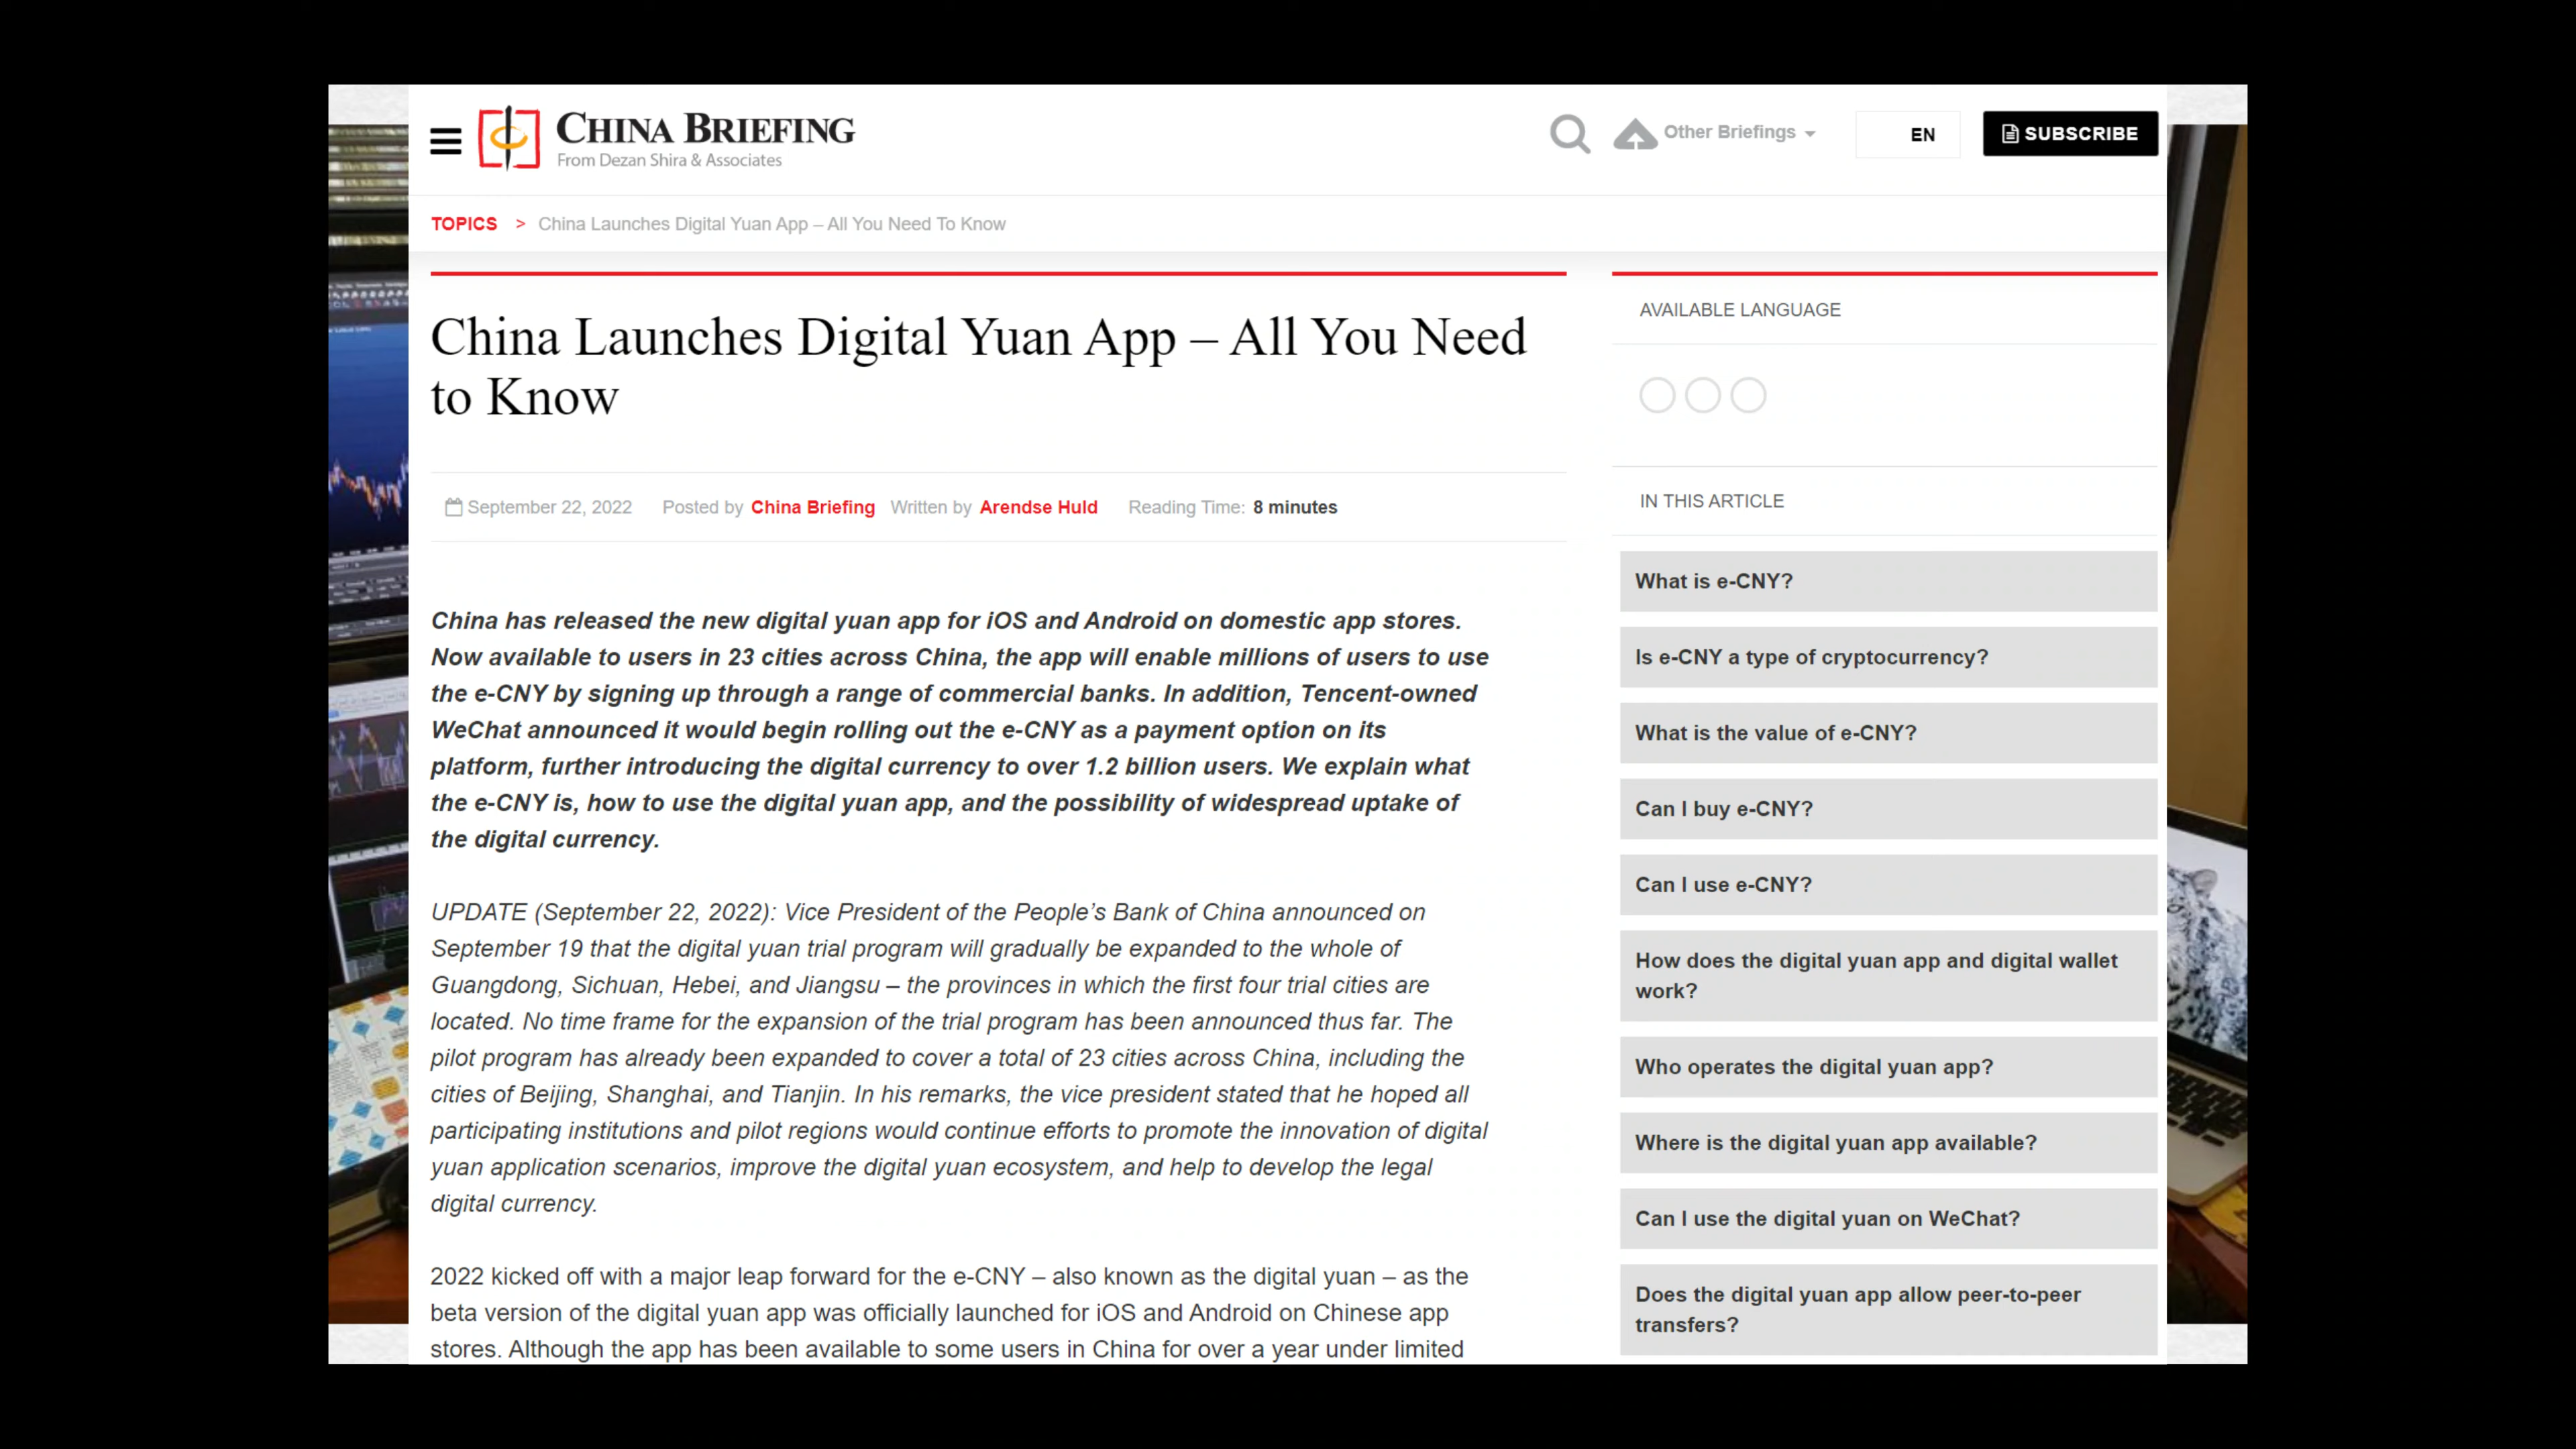 CHINA BRIEFING
From Dezan Shira & Associates
Other Briefings
EN
SUBSCRIBE
TOPICS > China Launches Digital Yuan App – All You Need To Know
China Launches Digital Yuan App – All You Need
to Know
September 22, 2022 Posted by China Briefing Written by Arendse Huld Reading Time: 8 minutes
China has released the new digital yuan app for iOS and Android on domestic app stores.
Now available to users in 23 cities across China, the app will enable millions of users to use
the e-CNY by signing up through a range of commercial banks. In addition, Tencent-owned
WeChat announced it would begin rolling out the e-CNY as a payment option on its
platform, further introducing the digital currency to over 1.2 billion users. We explain what
the e-CNY is, how to use the digital yuan app, and the possibility of widespread uptake of
the digital currency.
UPDATE (September 22, 2022): Vice President of the People’s Bank of China announced on
September 19 that the digital yuan trial program will gradually be expanded to the whole of
Guangdong, Sichuan, Hebei, and Jiangsu – the provinces in which the first four trial cities are
located. No time frame for the expansion of the trial program has been announced thus far. The
pilot program has already been expanded to cover a total of 23 cities across China, including the
cities of Beijing, Shanghai, and Tianjin. In his remarks, the vice president stated that he hoped all
participating institutions and pilot regions would continue efforts to promote the innovation of digital
yuan application scenarios, improve the digital yuan ecosystem, and help to develop the legal
digital currency.
2022 kicked off with a major leap forward for the e-CNY – also known as the digital yuan – as the
beta version of the digital yuan app was officially launched for iOS and Android on Chinese app
stores. Although the app has been available to some users in China for over a year under limited
AVAILABLE LANGUAGE
IN THIS ARTICLE
What is e-CNY?
Is e-CNY a type of cryptocurrency?
What is the value of e-CNY?
Can I buy e-CNY?
Can I use e-CNY?
How does the digital yuan app and digital wallet
work?
Who operates the digital yuan app?
Where is the digital yuan app available?
Can I use the digital yuan on WeChat?
Does the digital yuan app allow peer-to-peer
transfers?